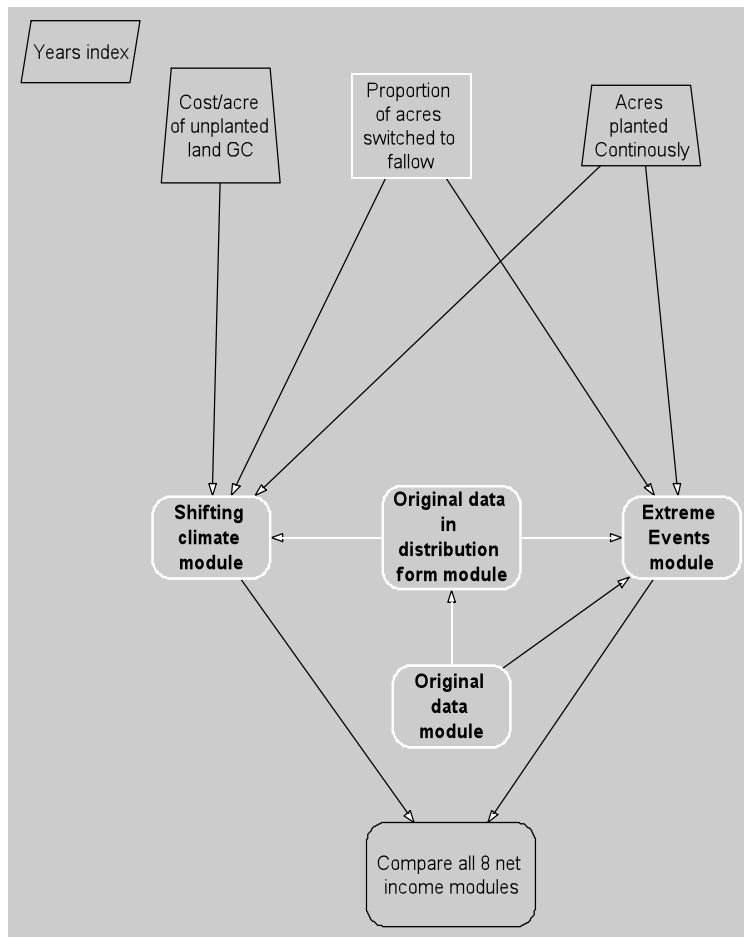 Years index
Cost/acre
of unplanted
land GC
Proportion
of acres
switched to
fallow
Acres
planted
Continously
Shifting
climate
module
Original data
in
distribution
form module
Extreme
Events
module
Original
data
module
Compare all 8 net
income modules